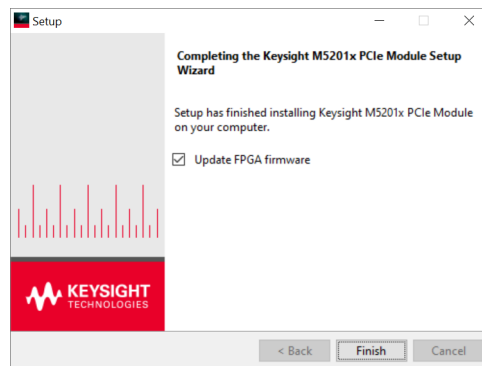 Setup
Completing the Keysight M5201x PCIe Module Setup
Wizard
Setup has finished installing Keysight M5201x PCIe Module
on your computer.
Update FPGA firmware
KEYSIGHT
TECHNOLOGIES
< Back
Finish
Cancel